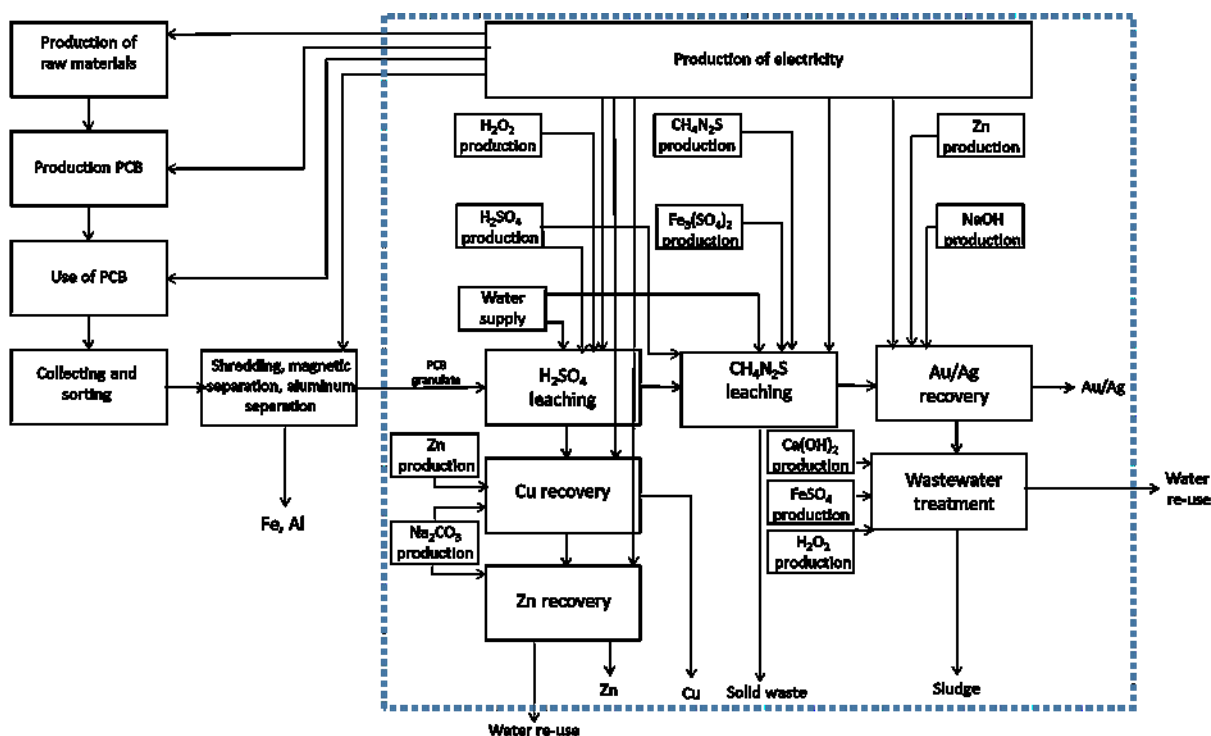 Production of
raw materials
Production of electricity
H₂O₂
production
CH₄N₂S
production
Zn
production
Production PCB
H₂SO₄
production
Fe₃(SO₄)₂
production
NaOH
production
Use of PCB
Water
supply
Collecting and
sorting
Shredding, magnetic
separation, aluminum
separation
PCB
granulate
H₂SO₄
leaching
CH₄N₂S
leaching
Au/Ag
recovery
Au/Ag
Zn
production
Cu recovery
Ca(OH)₂
production
Wastewater
treatment
FeSO₄
production
H₂O₂
production
Water
re-use
Fe, Al
Na₂CO₃
production
Zn recovery
Zn
Cu
Solid waste
Sludge
Water re-use